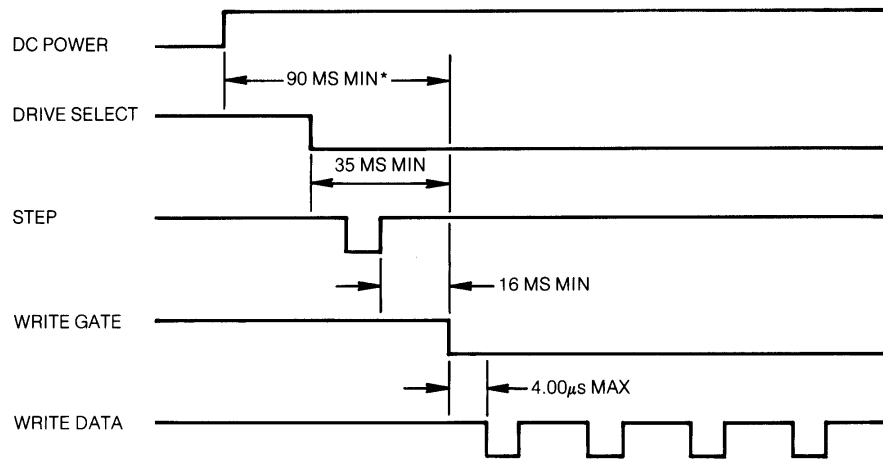 DC POWER
90 MS MIN*
DRIVE SELECT
35 MS MIN
STEP
16 MS MIN
WRITE GATE
4.00μs MAX
WRITE DATA